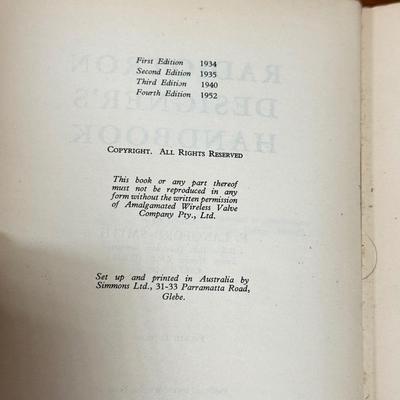 First Edition 1934
Second Edition 1935
Third Edition 1940
Fourth Edition 1952
COPYRIGHT. ALL RIGHTS RESERVED
This book or any part thereof
must not be reproduced in any
form without the written permission
of Amalgamated Wireless Valve
Company Pty., Ltd.
Set up and printed in Australia by
Simmons Ltd., 31-33 Parramatta Road,
Glebe.